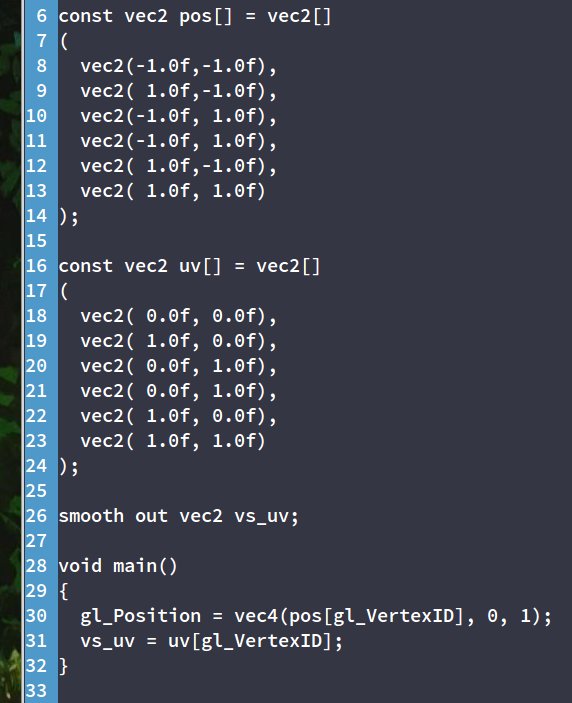 6 const vec2 pos[] = vec2[]
7 (
8   vec2(-1.0f,-1.0f),
9   vec2( 1.0f,-1.0f),
10   vec2(-1.0f, 1.0f),
11   vec2(-1.0f, 1.0f),
12   vec2( 1.0f,-1.0f),
13   vec2( 1.0f, 1.0f)
14 );
15
16 const vec2 uv[] = vec2[]
17 (
18   vec2( 0.0f, 0.0f),
19   vec2( 1.0f, 0.0f),
20   vec2( 0.0f, 1.0f),
21   vec2( 0.0f, 1.0f),
22   vec2( 1.0f, 0.0f),
23   vec2( 1.0f, 1.0f)
24 );
25
26 smooth out vec2 vs_uv;
27
28 void main()
29 {
30   gl_Position = vec4(pos[gl_VertexID], 0, 1);
31   vs_uv = uv[gl_VertexID];
32 }
33